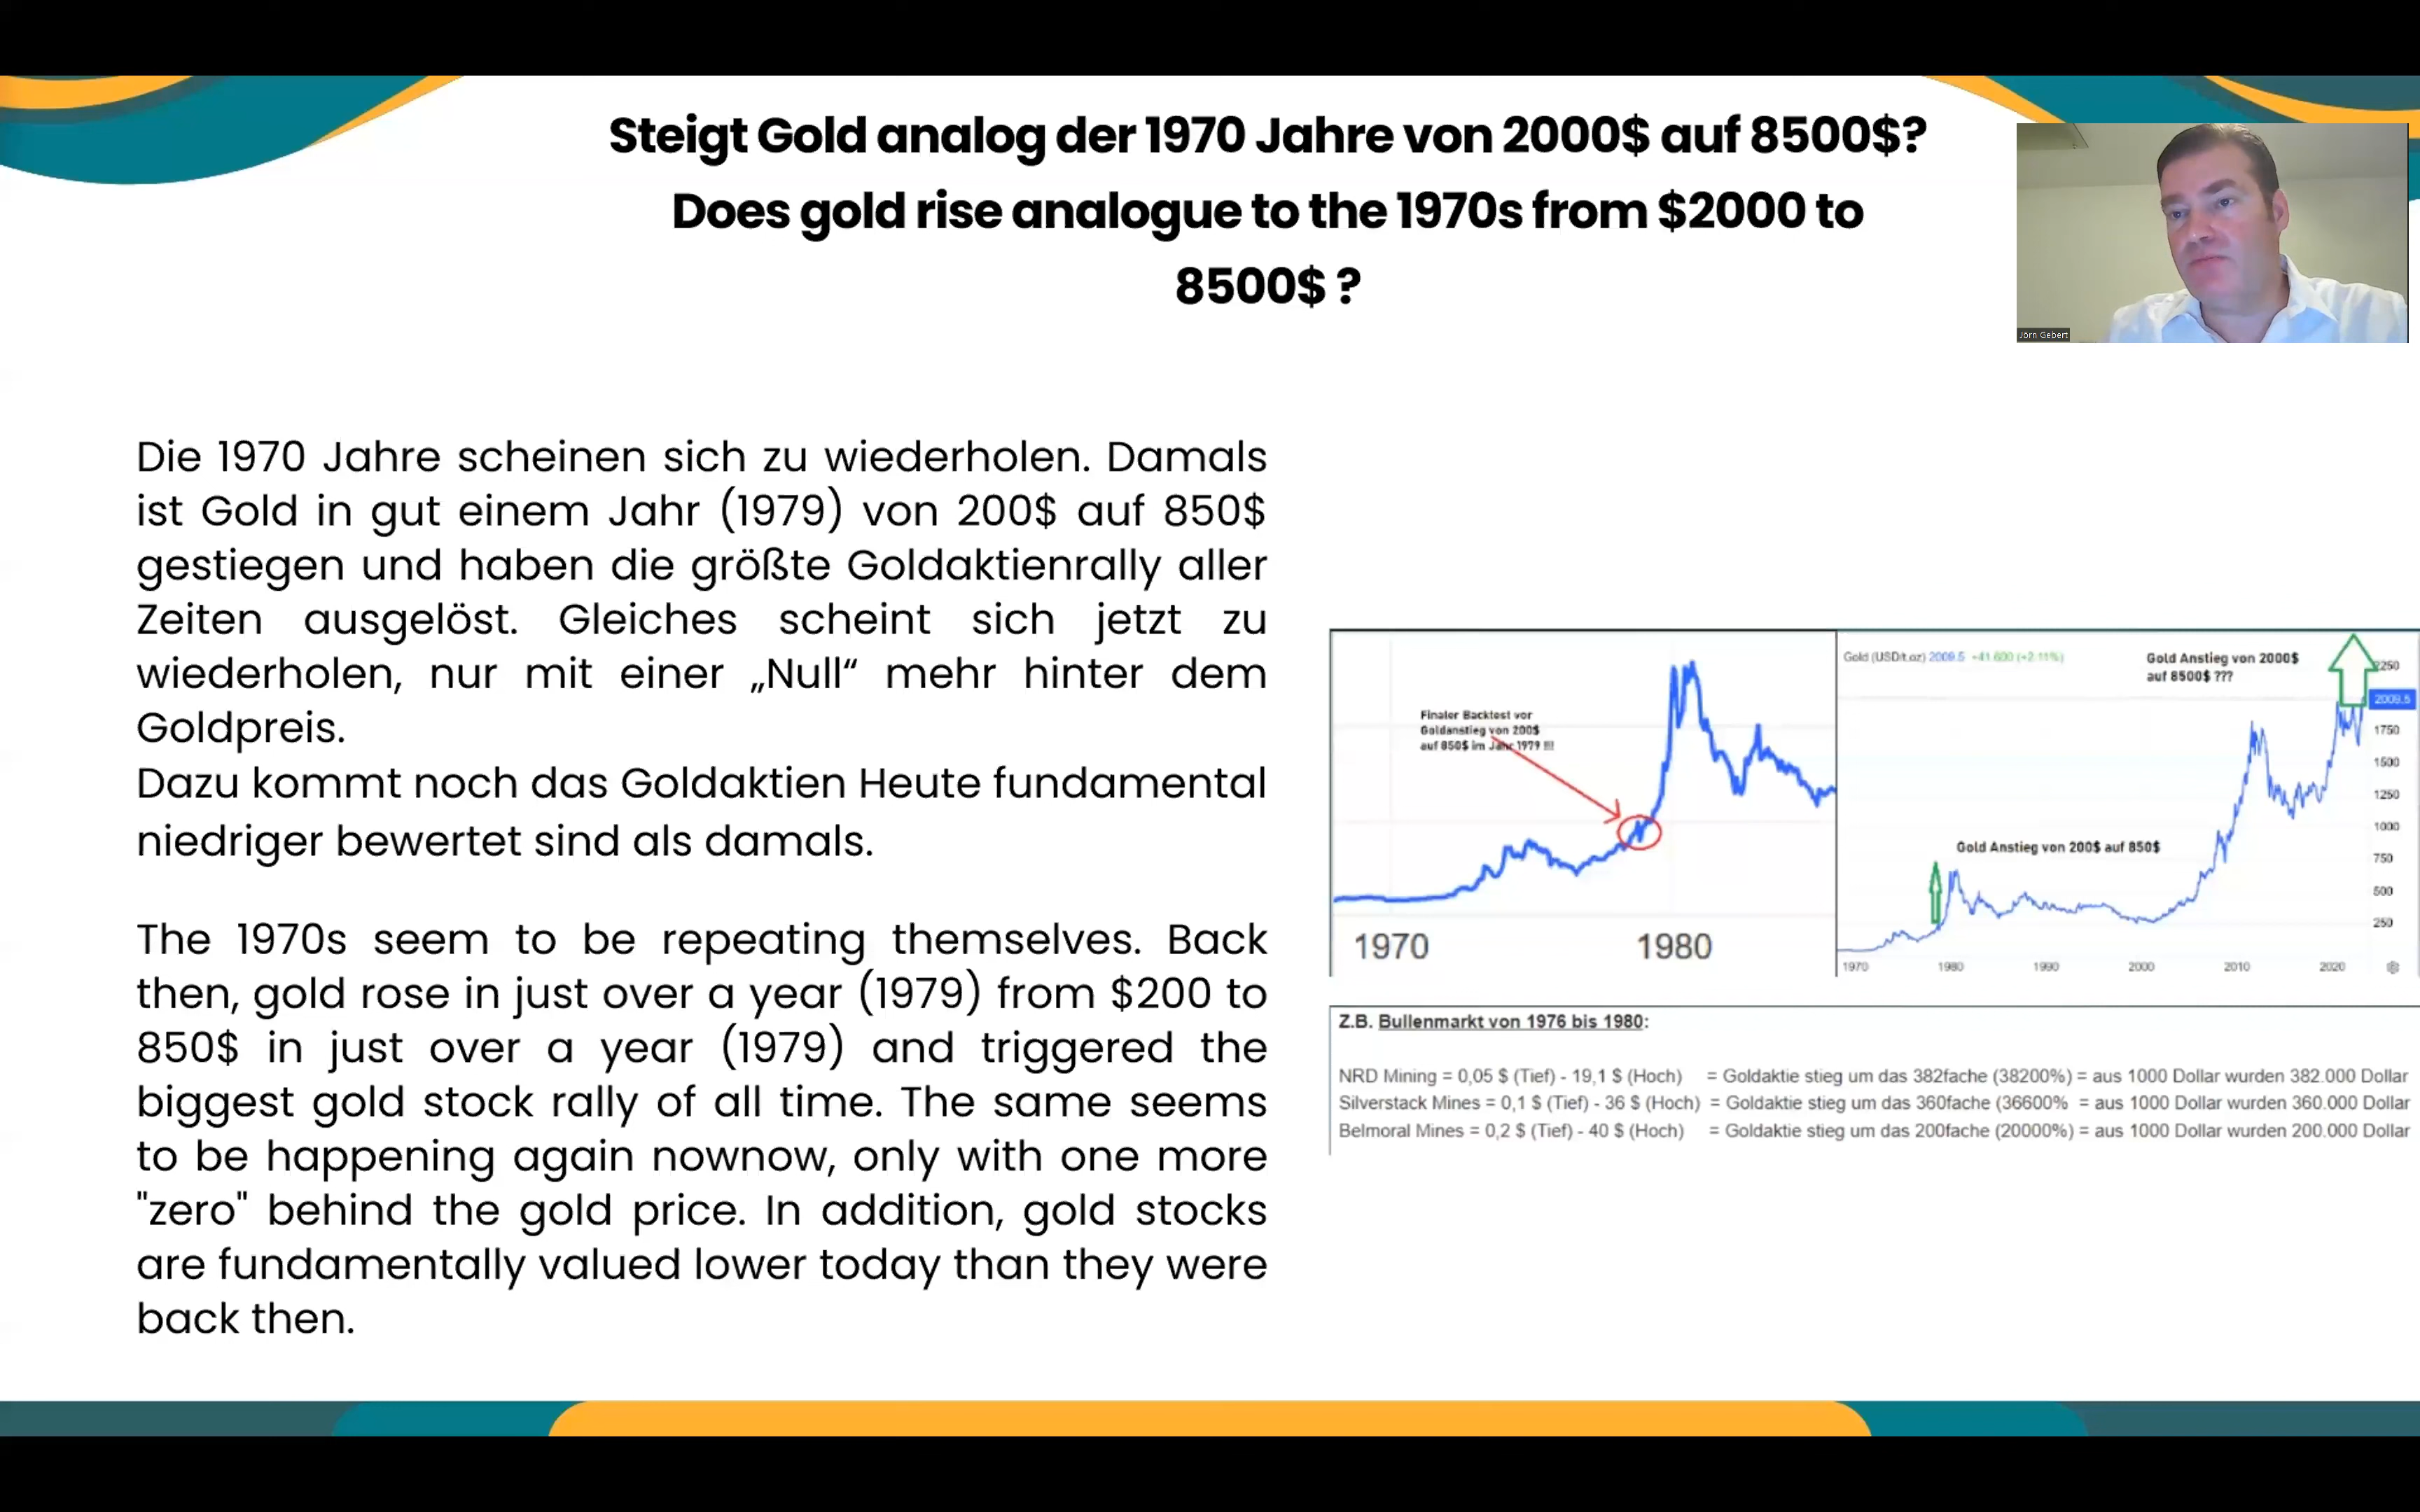 Steigt Gold analog der 1970 Jahre von 2000$ auf 8500$?
Does gold rise analogue to the 1970s from $2000 to
8500$ ?
Jörn Gebert
Die 1970 Jahre scheinen sich zu wiederholen. Damals
ist Gold in gut einem Jahr (1979) von 200$ auf 850$
gestiegen und haben die größte Goldaktienrally aller
Zeiten ausgelöst. Gleiches scheint sich jetzt zu
wiederholen, nur mit einer „Null“ mehr hinter dem
Goldpreis.
Dazu kommt noch das Goldaktien Heute fundamental
niedriger bewertet sind als damals.
The 1970s seem to be repeating themselves. Back
then, gold rose in just over a year (1979) from $200 to
850$ in just over a year (1979) and triggered the
biggest gold stock rally of all time. The same seems
to be happening again nownow, only with one more
"zero" behind the gold price. In addition, gold stocks
are fundamentally valued lower today than they were
back then.
Finaler Backtest vor
Goldanstieg von 200$
auf 850$ im Jahr 1979 !!!
1970
1980
Gold (USD/t.oz) 2009.5 +41.600 (+2.11%)
Gold Anstieg von 2000$
auf 8500$ ???
Gold Anstieg von 200$ auf 850$
2250
2009.5
1750
1500
1250
1000
750
500
250
1970
1980
1990
2000
2010
2020
Z.B. Bullenmarkt von 1976 bis 1980:
NRD Mining = 0,05 $ (Tief) - 19,1 $ (Hoch) = Goldaktie stieg um das 382fache (38200%) = aus 1000 Dollar wurden 382.000 Dollar
Silverstack Mines = 0,1 $ (Tief) - 36 $ (Hoch) = Goldaktie stieg um das 360fache (36600% = aus 1000 Dollar wurden 360.000 Dollar
Belmoral Mines = 0,2 $ (Tief) - 40 $ (Hoch) = Goldaktie stieg um das 200fache (20000%) = aus 1000 Dollar wurden 200.000 Dollar